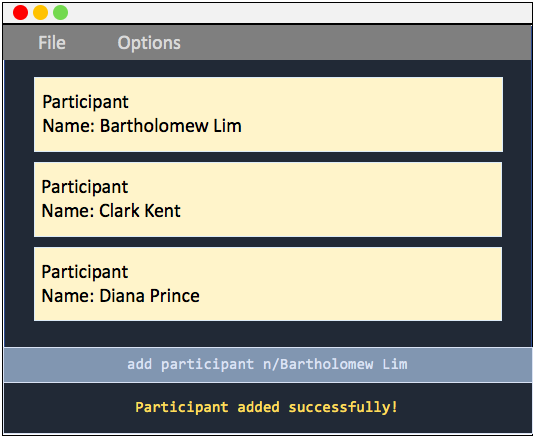 File Options
Participant
Name: Bartholomew Lim
Participant
Name: Clark Kent
Participant
Name: Diana Prince
add participant n/Bartholomew Lim
Participant added successfully!